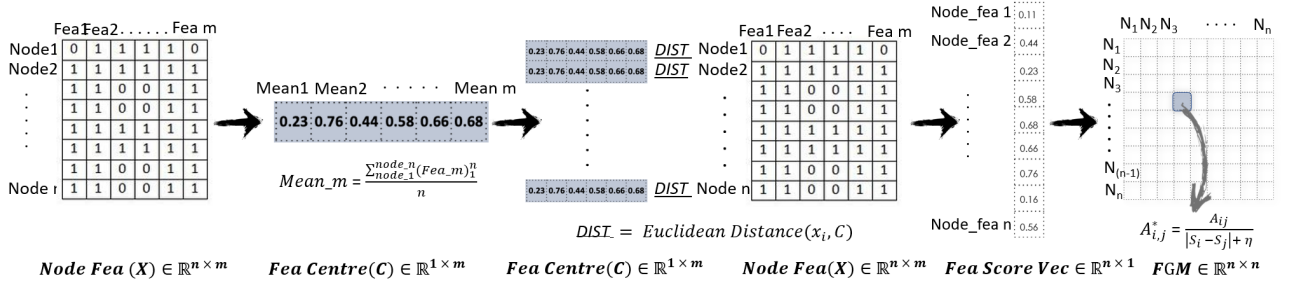 Fea1 Fea2 . . . . . . Fea m
Node1 0 1 1 1 1 0
Node2 1 1 1 1 1 1
1 1 0 0 1 1
1 1 0 0 1 1
1 1 1 1 1 1
1 1 1 1 1 1
1 1 0 0 1 1
Node r 1 1 0 0 1 1
Mean1 Mean2 · · · · · Mean m
0.23 0.76 0.44 0.58 0.66 0.68
Mean_m = ∑node_1^node_n (Fea_m)_1^n / n
0.23 0.76 0.44 0.58 0.66 0.68 DIST
0.23 0.76 0.44 0.58 0.66 0.68 DIST
0.23 0.76 0.44 0.58 0.66 0.68 DIST
Fea1 Fea2 · · · · Fea m
Node1 0 1 1 1 1 0
Node2 1 1 1 1 1 1
1 1 0 0 1 1
1 1 0 0 1 1
1 1 1 1 1 1
1 1 1 1 1 1
1 1 0 0 1 1
Node n 1 1 0 0 1 1
DIST = Euclidean Distance(x_i, C)
Node_fea 1 0.11
Node_fea 2 0.44
0.23
0.58
0.68
0.66
0.76
0.16
Node_fea n 0.56
N1 N2 N3 · · · · Nn
N1
N2
N3
N(n-1)
Nn
A*_{i,j} = A_{ij} / |S_i − S_j| + η
Node Fea (X) ∈ ℝ^{n×m}
Fea Centre(C) ∈ ℝ^{1×m}
Fea Centre(C) ∈ ℝ^{1×m}
Node Fea(X) ∈ ℝ^{n×m}
Fea Score Vec ∈ ℝ^{n×1}
FGM ∈ ℝ^{n×n}